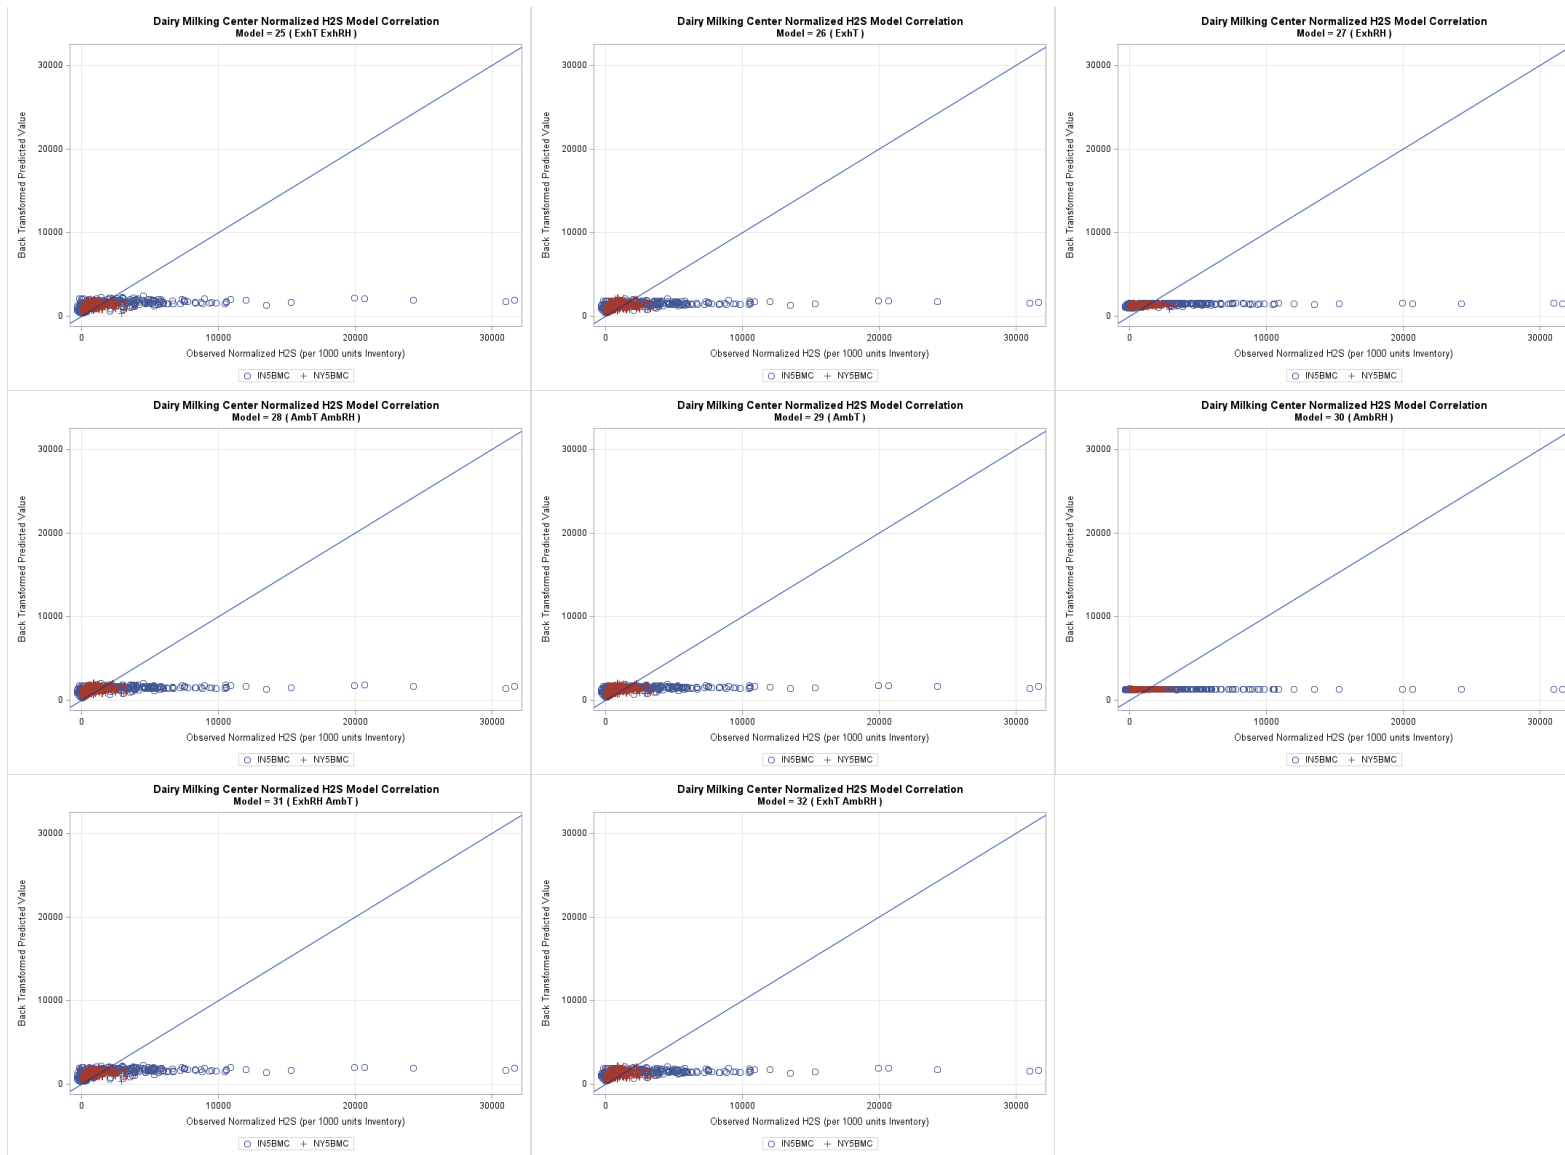 Dairy Milking Center Normalized H2S Model Correlation
Model = 25 ( ExhT ExhRH )
Back Transformed Predicted Value
30000
20000
10000
0
0 10000 20000 30000
Observed Normalized H2S (per 1000 units Inventory)
IN5BMC NY5BMC
Dairy Milking Center Normalized H2S Model Correlation
Model = 26 ( ExhT )
Back Transformed Predicted Value
30000
20000
10000
0
0 10000 20000 30000
Observed Normalized H2S (per 1000 units Inventory)
IN5BMC NY5BMC
Dairy Milking Center Normalized H2S Model Correlation
Model = 27 ( ExhRH )
Back Transformed Predicted Value
30000
20000
10000
0
0 10000 20000 30000
Observed Normalized H2S (per 1000 units Inventory)
IN5BMC NY5BMC
Dairy Milking Center Normalized H2S Model Correlation
Model = 28 ( AmbT AmbRH )
Back Transformed Predicted Value
30000
20000
10000
0
0 10000 20000 30000
Observed Normalized H2S (per 1000 units Inventory)
IN5BMC NY5BMC
Dairy Milking Center Normalized H2S Model Correlation
Model = 29 ( AmbT )
Back Transformed Predicted Value
30000
20000
10000
0
0 10000 20000 30000
Observed Normalized H2S (per 1000 units Inventory)
IN5BMC NY5BMC
Dairy Milking Center Normalized H2S Model Correlation
Model = 30 ( AmbRH )
Back Transformed Predicted Value
30000
20000
10000
0
0 10000 20000 30000
Observed Normalized H2S (per 1000 units Inventory)
IN5BMC NY5BMC
Dairy Milking Center Normalized H2S Model Correlation
Model = 31 ( ExhRH AmbT )
Back Transformed Predicted Value
30000
20000
10000
0
0 10000 20000 30000
Observed Normalized H2S (per 1000 units Inventory)
IN5BMC NY5BMC
Dairy Milking Center Normalized H2S Model Correlation
Model = 32 ( ExhT AmbRH )
Back Transformed Predicted Value
30000
20000
10000
0
0 10000 20000 30000
Observed Normalized H2S (per 1000 units Inventory)
IN5BMC NY5BMC